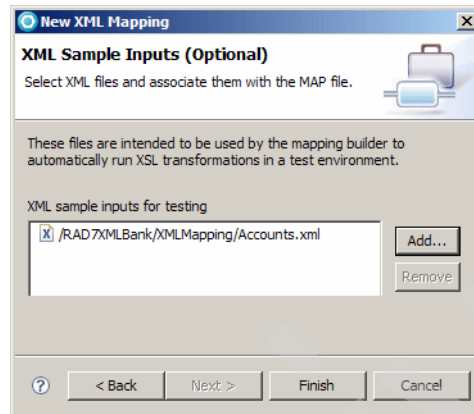 New XML Mapping
XML Sample Inputs (Optional)
Select XML files and associate them with the MAP file.
These files are intended to be used by the mapping builder to
automatically run XSL transformations in a test environment.
XML sample inputs for testing
/RAD7XMLBank/XMLMapping/Accounts.xml
Add...
Remove
? < Back Next > Finish Cancel